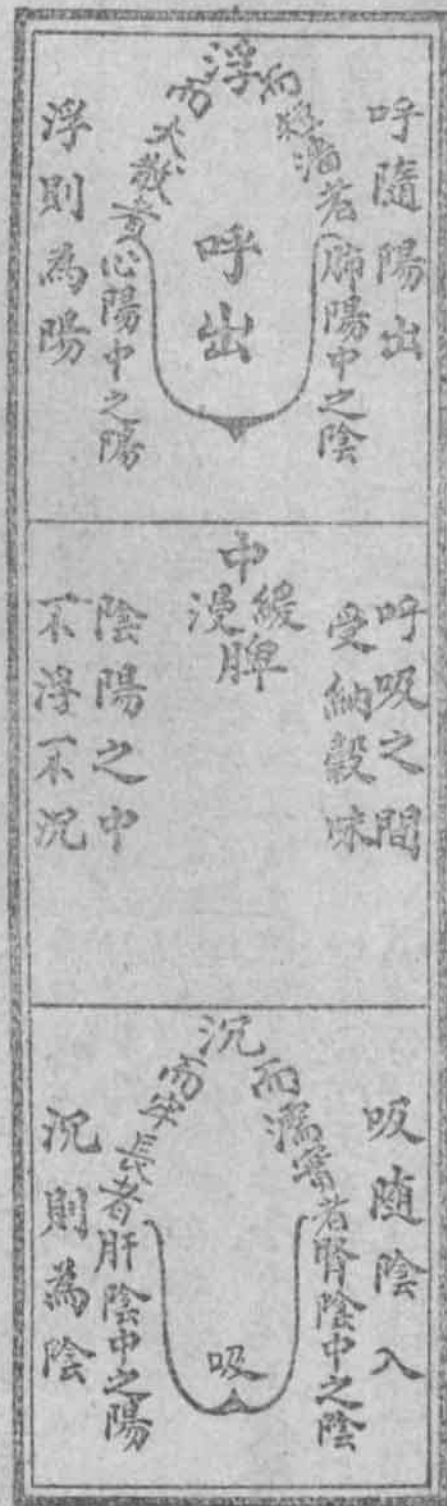 呼隨陽出
浮而短濇者肺陽中之陰
呼出
浮而大散者心陽中之陽
浮則為陽
呼吸之間
受納穀味
中
緩
漫
脾
陰陽之中
不浮不沉
吸隨陰入
沉而濡者腎陰中之陰
吸
沉而牢長者肝陰中之陽
沉則為陰